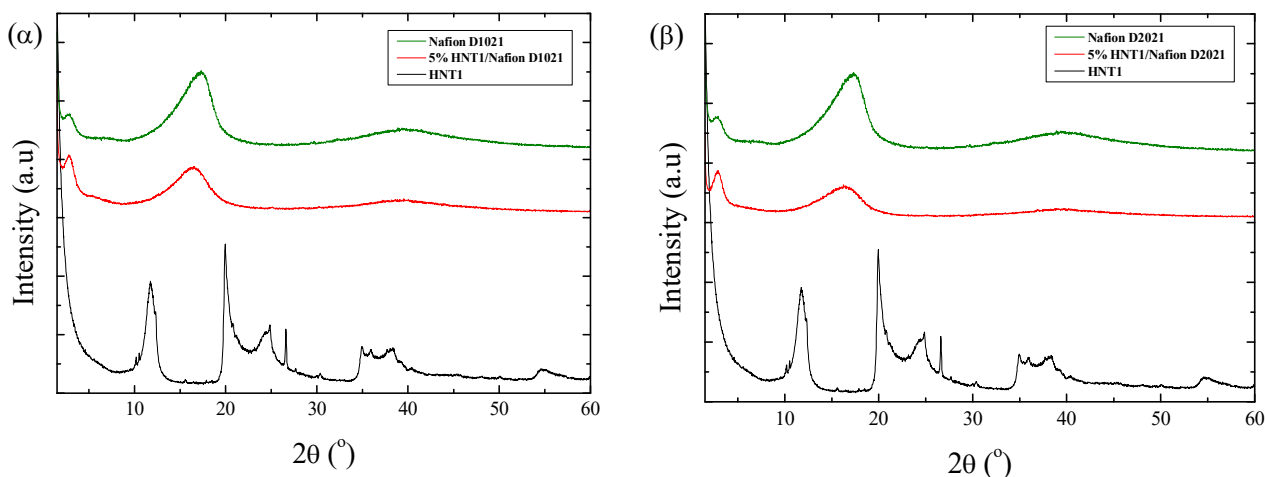 (α)
Nafion D1021
5% HNT1/Nafion D1021
HNT1
Intensity (a.u)
10 20 30 40 50 60
2θ (°)
(β)
Nafion D2021
5% HNT1/Nafion D2021
HNT1
Intensity (a.u)
10 20 30 40 50 60
2θ (°)